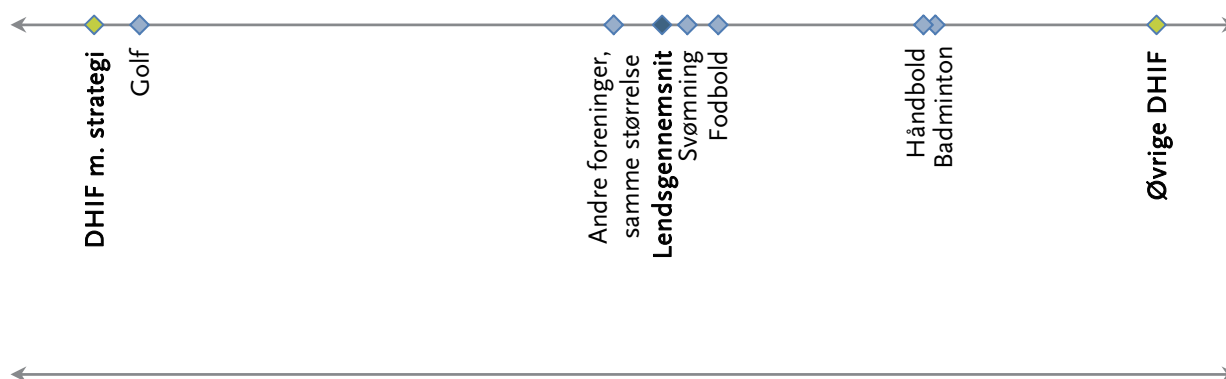 DHIF m. strategi
Golf
Andre foreninger,
samme størrelse
Lendsgennemsnit
Svømning
Fodbold
Håndbold
Badminton
Øvrige DHIF